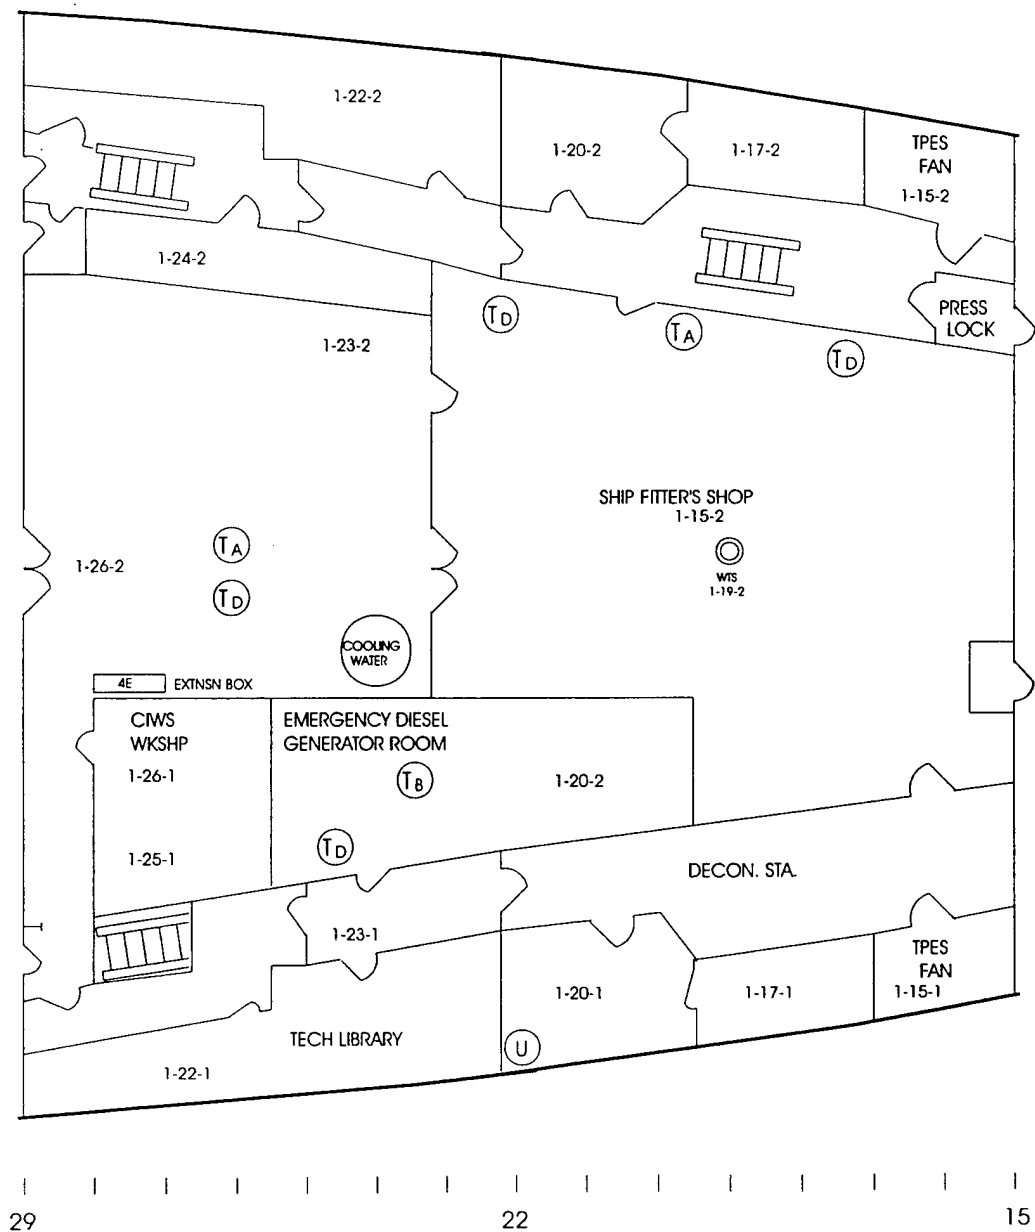 1-22-2
1-20-2
1-17-2
TPES
FAN
1-15-2
1-24-2
TD
TA
TD
PRESS
LOCK
1-23-2
SHIP FITTER'S SHOP
1-15-2
WTS
1-19-2
TA
TD
1-26-2
COOLING
WATER
4E
EXTNSN BOX
CIWS
WKSHP
1-26-1
1-25-1
EMERGENCY DIESEL
GENERATOR ROOM
TB
1-20-2
TD
DECON. STA.
1-23-1
1-20-1
1-17-1
TPES
FAN
1-15-1
TECH LIBRARY
U
1-22-1
29
22
15